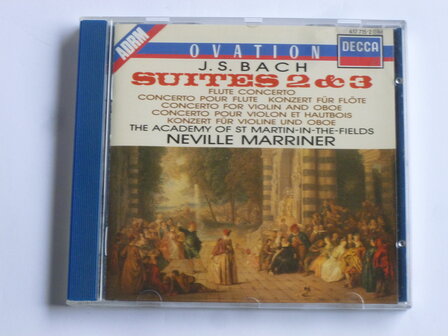 ADRM
OVATION
DECCA
J.S. BACH
SUITES 2 & 3
FLUTE CONCERTO
CONCERTO POUR FLUTE KONZERT FÜR FLÖTE
CONCERTO FOR VIOLIN AND OBOE
CONCERTO POUR VIOLON ET HAUTBOIS
KONZERT FÜR VIOLINE UND OBOE
THE ACADEMY OF ST MARTIN-IN-THE-FIELDS
NEVILLE MARRINER